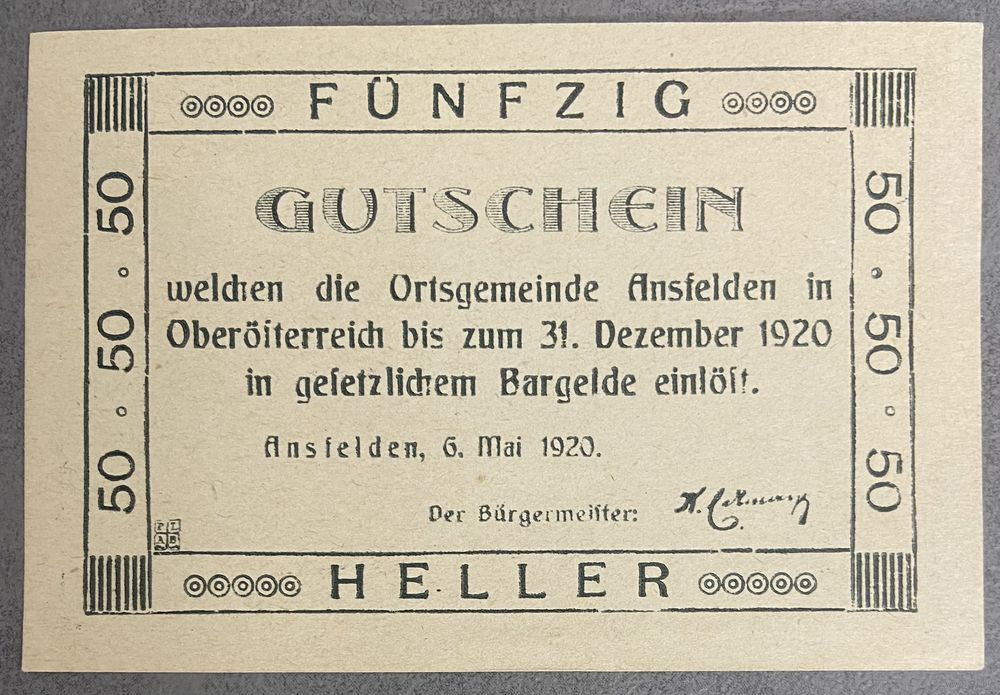 FÜNFZIG
GUTSCHEIN
welchen die Ortsgemeinde Ansfelden in
Oberöſterreich bis zum 31. Dezember 1920
in geſetzlichem Bargelde einlöſt.
Ansfelden, 6. Mai 1920.
Der Bürgermeiſter:
HELLER
50 · 50 · 50
50 · 50 · 50